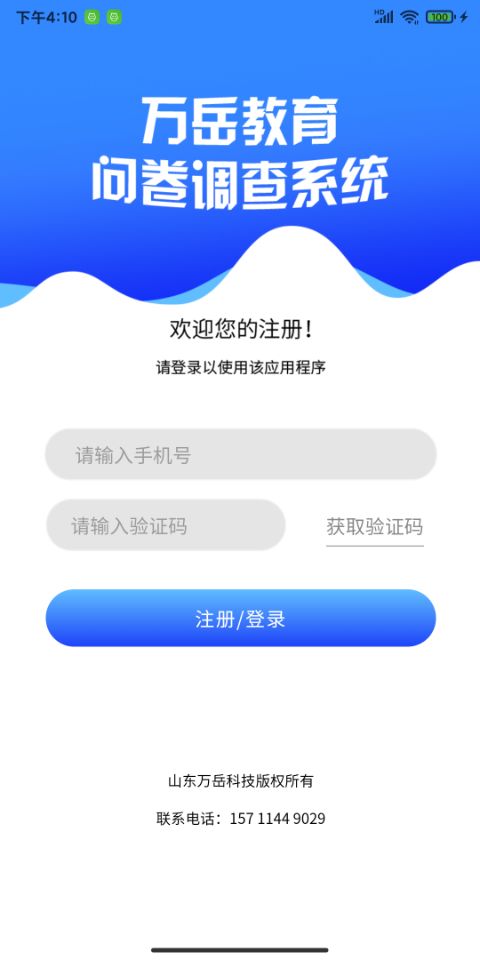 下午4:10
HD
100
万岳教育
问卷调查系统
欢迎您的注册！
请登录以使用该应用程序
请输入手机号
请输入验证码
获取验证码
注册/登录
山东万岳科技版权所有
联系电话：157 1144 9029